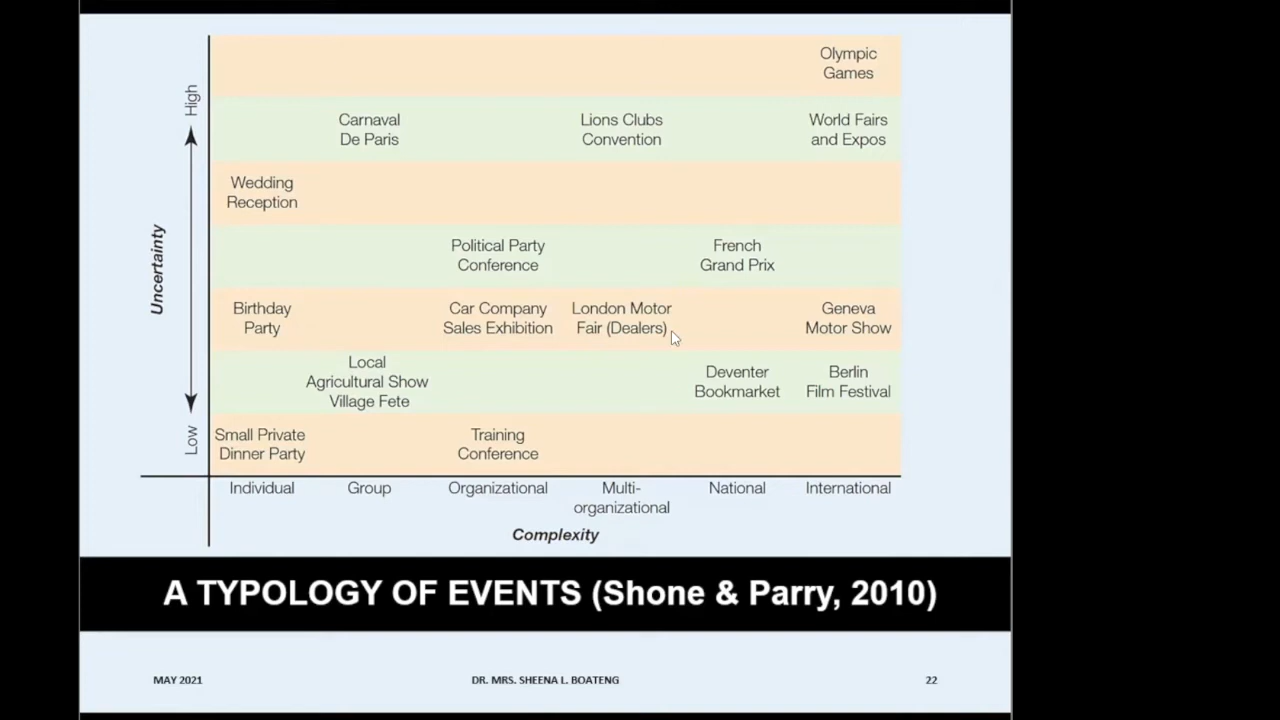 Olympic
Games
High
Carnaval
De Paris
Lions Clubs
Convention
World Fairs
and Expos
Wedding
Reception
Uncertainty
Political Party
Conference
French
Grand Prix
Birthday
Party
Car Company
Sales Exhibition
London Motor
Fair (Dealers)
Geneva
Motor Show
Local
Agricultural Show
Village Fete
Deventer
Bookmarket
Berlin
Film Festival
Low
Small Private
Dinner Party
Training
Conference
Individual
Group
Organizational
Multi-
organizational
National
International
Complexity
A TYPOLOGY OF EVENTS (Shone & Parry, 2010)
MAY 2021
DR. MRS. SHEENA L. BOATENG
22